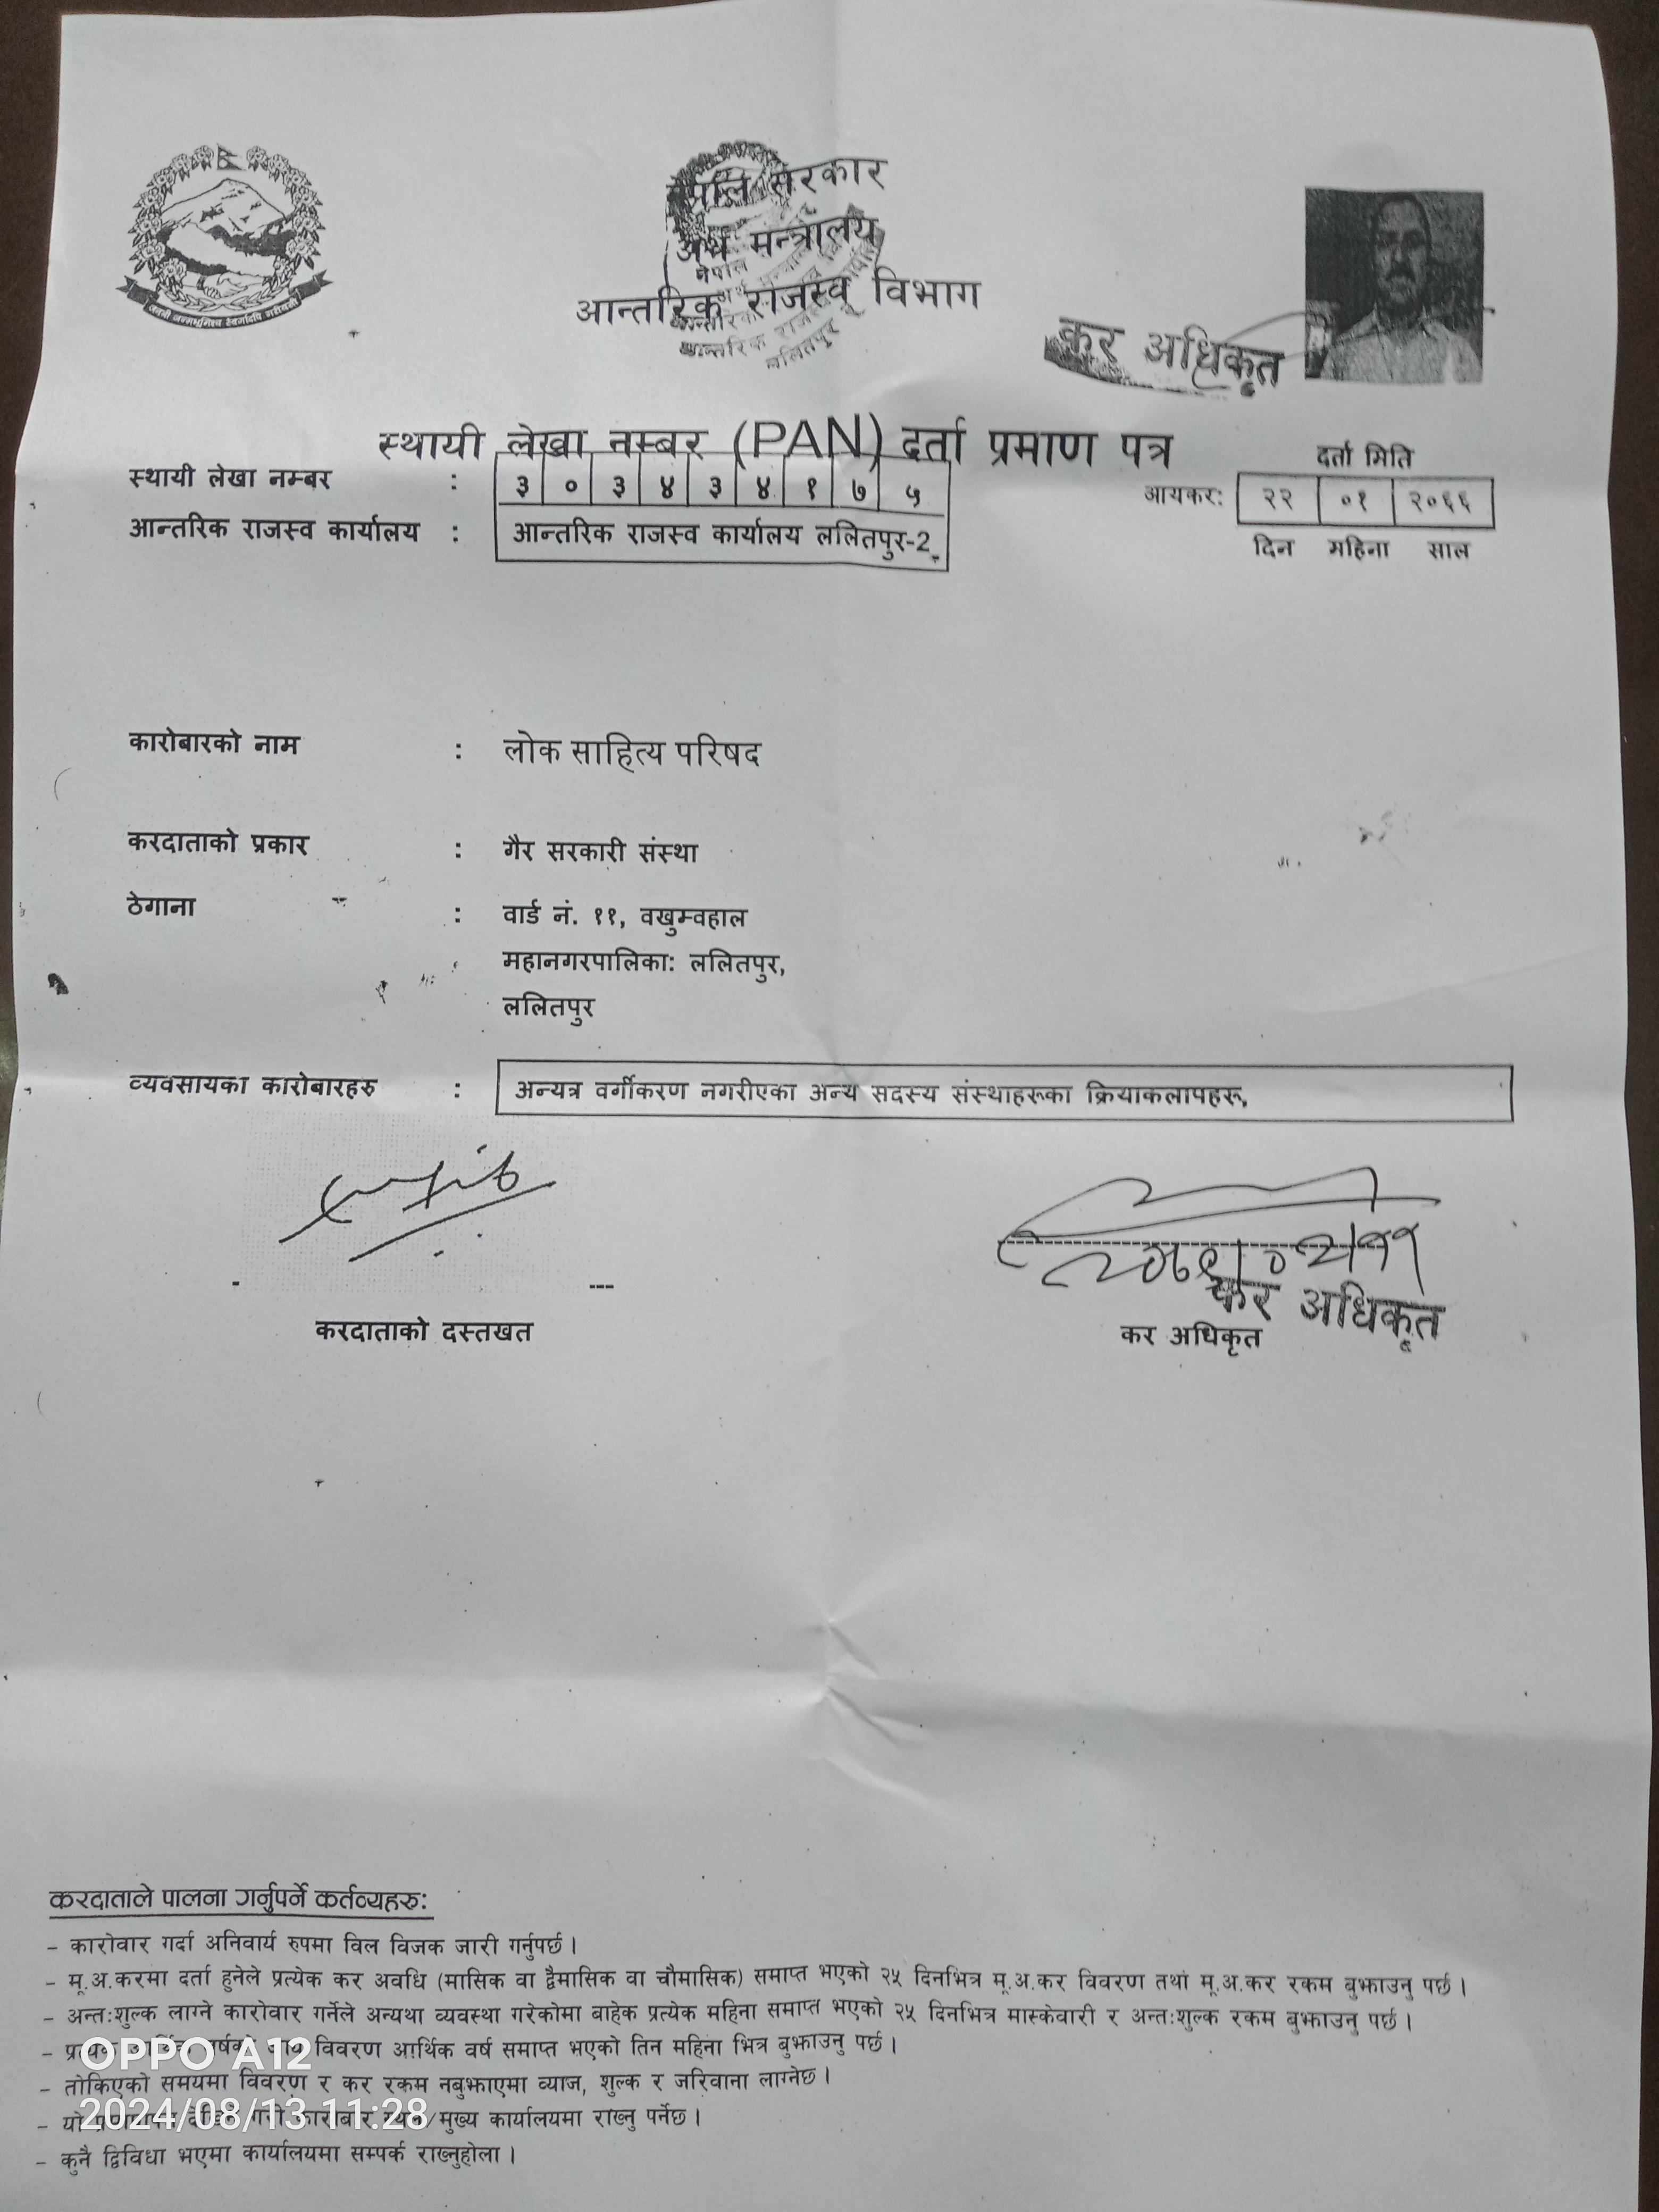 नेपाल सरकार
अर्थ मन्त्रालय
आन्तरिक राजस्व विभाग
कर अधिकृत
स्थायी लेखा नम्बर (PAN) दर्ता प्रमाण पत्र
दर्ता मिति
स्थायी लेखा नम्बर : ३ ० ३ ४ ३ ४ १ ७ ५
आयकर: २२ ०१ २०६६
दिन महिना साल
आन्तरिक राजस्व कार्यालय : आन्तरिक राजस्व कार्यालय ललितपुर-2
कारोबारको नाम : लोक साहित्य परिषद
करदाताको प्रकार : गैर सरकारी संस्था
ठेगाना : वार्ड नं. ११, वखुम्वहाल
महानगरपालिका: ललितपुर,
ललितपुर
व्यवसायका कारोबारहरु : अन्यत्र वर्गीकरण नगरीएका अन्य सदस्य संस्थाहरूका क्रियाकलापहरू,
कर अधिकृत
करदाताको दस्तखत
कर अधिकृत
करदाताले पालना गर्नुपर्ने कर्तव्यहरु:
- कारोवार गर्दा अनिवार्य रुपमा विल विजक जारी गर्नुपर्छ ।
- मू.अ.करमा दर्ता हुनेले प्रत्येक कर अवधि (मासिक वा द्वैमासिक वा चौमासिक) समाप्त भएको २५ दिनभित्र मू.अ.कर विवरण तथा मू.अ.कर रकम बुझाउनु पर्छ ।
- अन्तःशुल्क लाग्ने कारोवार गर्नेले अन्यथा व्यवस्था गरेकोमा बाहेक प्रत्येक महिना समाप्त भएको २५ दिनभित्र मास्केवारी र अन्तःशुल्क रकम बुझाउनु पर्छ ।
- विवरण आर्थिक वर्ष समाप्त भएको तिन महिना भित्र बुझाउनु पर्छ ।
- तोकिएको समयमा विवरण र कर रकम नबुझाएमा व्याज, शुल्क र जरिवाना लाग्नेछ ।
- मुख्य कार्यालयमा राख्नु पर्नेछ ।
- कुनै द्विविधा भएमा कार्यालयमा सम्पर्क राख्नुहोला ।
OPPO A12
2024/08/13 11:28